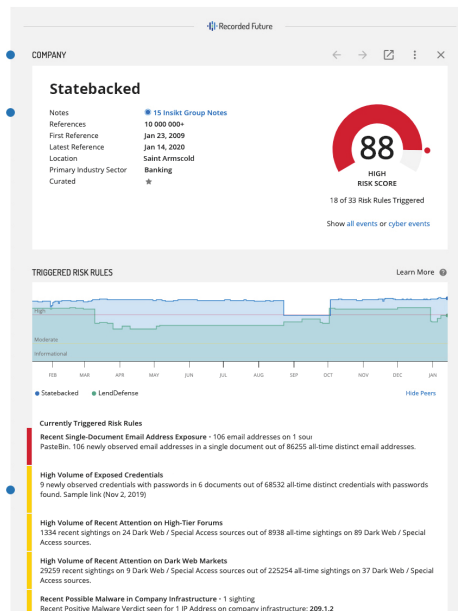 Recorded Future
COMPANY
Statebacked
Notes 15 Insikt Group Notes
References 10 000 000+
First Reference Jan 23, 2009
Latest Reference Jan 14, 2020
Location Saint Armscold
Primary Industry Sector Banking
Curated
88
HIGH
RISK SCORE
18 of 33 Risk Rules Triggered
Show all events or cyber events
TRIGGERED RISK RULES Learn More
High
Moderate
Informational
FEB MAR APR MAY JUN JUL AUG SEP OCT NOV DEC JAN
Statebacked LendDefense Hide Peers
Currently Triggered Risk Rules
Recent Single-Document Email Address Exposure - 106 email addresses on 1 sour
PasteBin. 106 newly observed email addresses in a single document out of 86255 all-time distinct email addresses.
High Volume of Exposed Credentials
9 newly observed credentials with passwords in 6 documents out of 68532 all-time distinct credentials with passwords
found. Sample link (Nov 2, 2019)
High Volume of Recent Attention on High-Tier Forums
1334 recent sightings on 24 Dark Web / Special Access sources out of 8938 all-time sightings on 89 Dark Web / Special
Access sources.
High Volume of Recent Attention on Dark Web Markets
29259 recent sightings on 9 Dark Web / Special Access sources out of 225254 all-time sightings on 37 Dark Web / Special
Access sources.
Recent Possible Malware in Company Infrastructure - 1 sighting
Recent Positive Malware Verdict seen for 1 IP Address on company infrastructure: 209.1.2